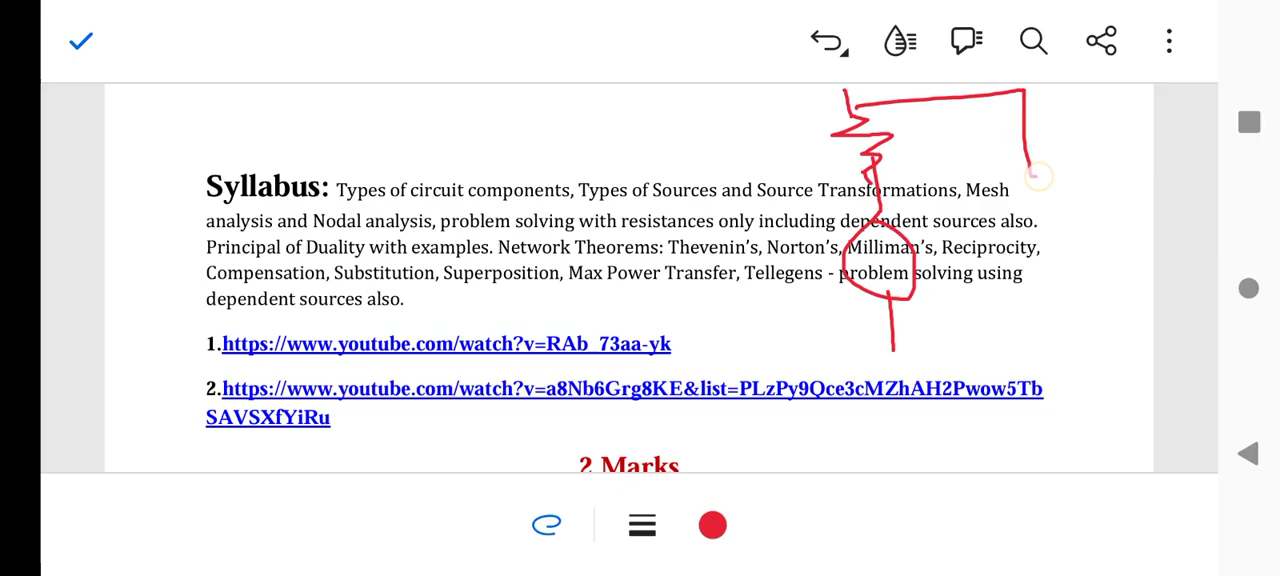 Syllabus: Types of circuit components, Types of Sources and Source Transformations, Mesh
analysis and Nodal analysis, problem solving with resistances only including dependent sources also.
Principal of Duality with examples. Network Theorems: Thevenin’s, Norton’s, Milliman’s, Reciprocity,
Compensation, Substitution, Superposition, Max Power Transfer, Tellegens - problem solving using
dependent sources also.
1.https://www.youtube.com/watch?v=RAb_73aa-yk
2.https://www.youtube.com/watch?v=a8Nb6Grg8KE&list=PLzPy9Qce3cMZhAH2Pwow5Tb
SAVSXfYiRu
2 Marks